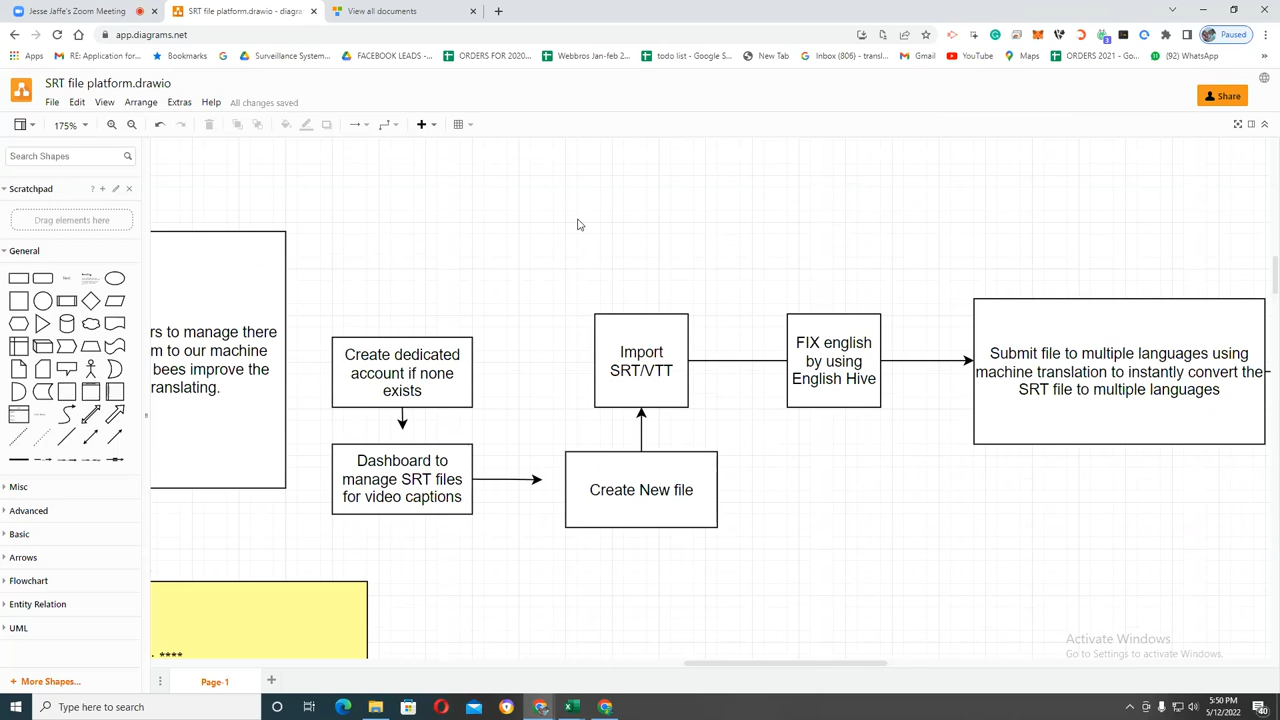 Jesse Jaffe's Zoom Meeting
SRT file platform.drawio - diagra
View all documents
app.diagrams.net
Paused
Apps
RE: Application for...
Bookmarks
Surveillance System...
FACEBOOK LEADS -...
ORDERS FOR 2020...
Webbros Jan-feb 2...
todo list - Google S...
New Tab
Inbox (806) - transl...
Gmail
YouTube
Maps
ORDERS 2021 - Go...
(92) WhatsApp
SRT file platform.drawio
File Edit View Arrange Extras Help All changes saved
Share
175%
Search Shapes
Scratchpad
Drag elements here
General
Misc
Advanced
Basic
Arrows
Flowchart
Entity Relation
UML
+ More Shapes...
rs to manage there
m to our machine
bees improve the
ranslating.
Create dedicated
account if none
exists
Dashboard to
manage SRT files
for video captions
Import
SRT/VTT
Create New file
FIX english
by using
English Hive
Submit file to multiple languages using
machine translation to instantly convert the
SRT file to multiple languages
. ****
Activate Windows
Go to Settings to activate Windows.
Page-1
Type here to search
5:50 PM
5/12/2022
40